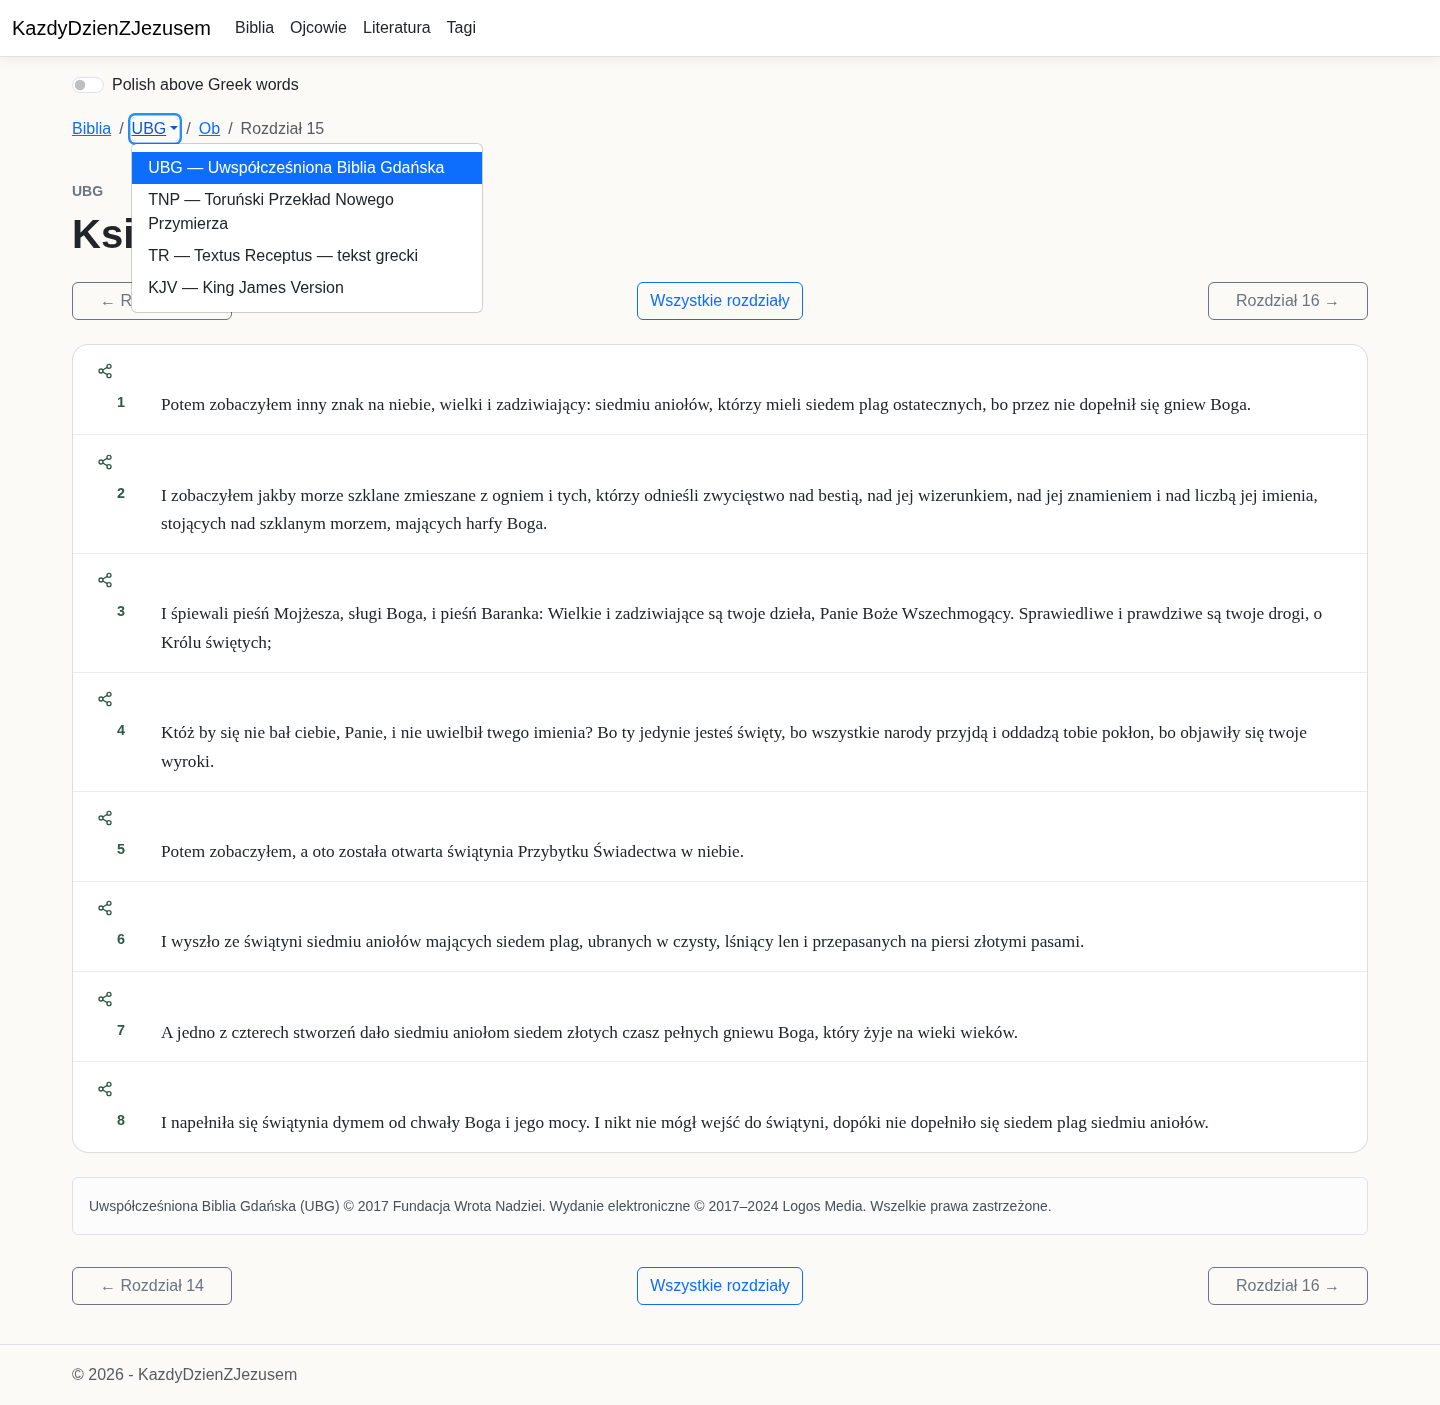 KazdyDzienZJezusem Biblia Ojcowie Literatura Tagi
Polish above Greek words
Biblia / UBG / Ob / Rozdział 15
UBG — Uwspółcześniona Biblia Gdańska
TNP — Toruński Przekład Nowego
Przymierza
TR — Textus Receptus — tekst grecki
KJV — King James Version
UBG
← Wszystkie rozdziały Rozdział 16 →
1 Potem zobaczyłem inny znak na niebie, wielki i zadziwiający: siedmiu aniołów, którzy mieli siedem plag ostatecznych, bo przez nie dopełnił się gniew Boga.
2 I zobaczyłem jakby morze szklane zmieszane z ogniem i tych, którzy odnieśli zwycięstwo nad bestią, nad jej wizerunkiem, nad jej znamieniem i nad liczbą jej imienia,
stojących nad szklanym morzem, mających harfy Boga.
3 I śpiewali pieśń Mojżesza, sługi Boga, i pieśń Baranka: Wielkie i zadziwiające są twoje dzieła, Panie Boże Wszechmogący. Sprawiedliwe i prawdziwe są twoje drogi, o
Królu świętych;
4 Któż by się nie bał ciebie, Panie, i nie uwielbił twego imienia? Bo ty jedynie jesteś święty, bo wszystkie narody przyjdą i oddadzą tobie pokłon, bo objawiły się twoje
wyroki.
5 Potem zobaczyłem, a oto została otwarta świątynia Przybytku Świadectwa w niebie.
6 I wyszło ze świątyni siedmiu aniołów mających siedem plag, ubranych w czysty, lśniący len i przepasanych na piersi złotymi pasami.
7 A jedno z czterech stworzeń dało siedmiu aniołom siedem złotych czasz pełnych gniewu Boga, który żyje na wieki wieków.
8 I napełniła się świątynia dymem od chwały Boga i jego mocy. I nikt nie mógł wejść do świątyni, dopóki nie dopełniło się siedem plag siedmiu aniołów.
Uwspółcześniona Biblia Gdańska (UBG) © 2017 Fundacja Wrota Nadziei. Wydanie elektroniczne © 2017–2024 Logos Media. Wszelkie prawa zastrzeżone.
← Rozdział 14 Wszystkie rozdziały Rozdział 16 →
© 2026 - KazdyDzienZJezusem